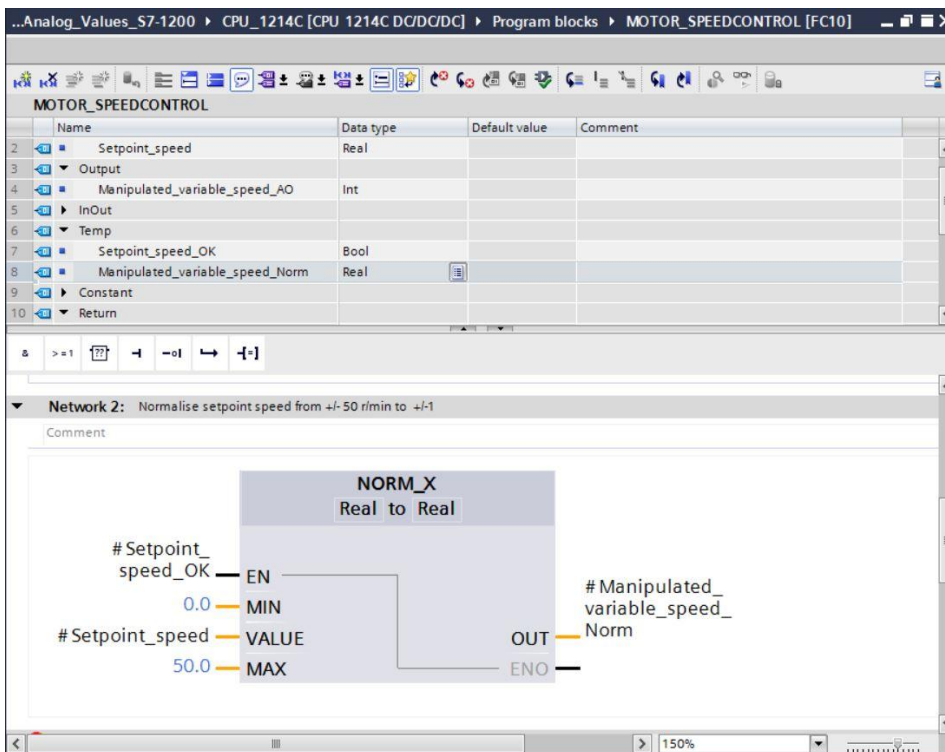 ...Analog_Values_S7-1200 ▸ CPU_1214C [CPU 1214C DC/DC/DC] ▸ Program blocks ▸ MOTOR_SPEEDCONTROL [FC10]
MOTOR_SPEEDCONTROL
Name Data type Default value Comment
2 Setpoint_speed Real
3 Output
4 Manipulated_variable_speed_AO Int
5 InOut
6 Temp
7 Setpoint_speed_OK Bool
8 Manipulated_variable_speed_Norm Real
9 Constant
10 Return
& >=1 ??
Network 2: Normalise setpoint speed from +/- 50 r/min to +/-1
Comment
NORM_X
Real to Real
#Setpoint_
speed_OK EN
#Manipulated_
0.0 MIN
variable_speed_
#Setpoint_speed VALUE
OUT Norm
50.0 MAX
ENO
150%